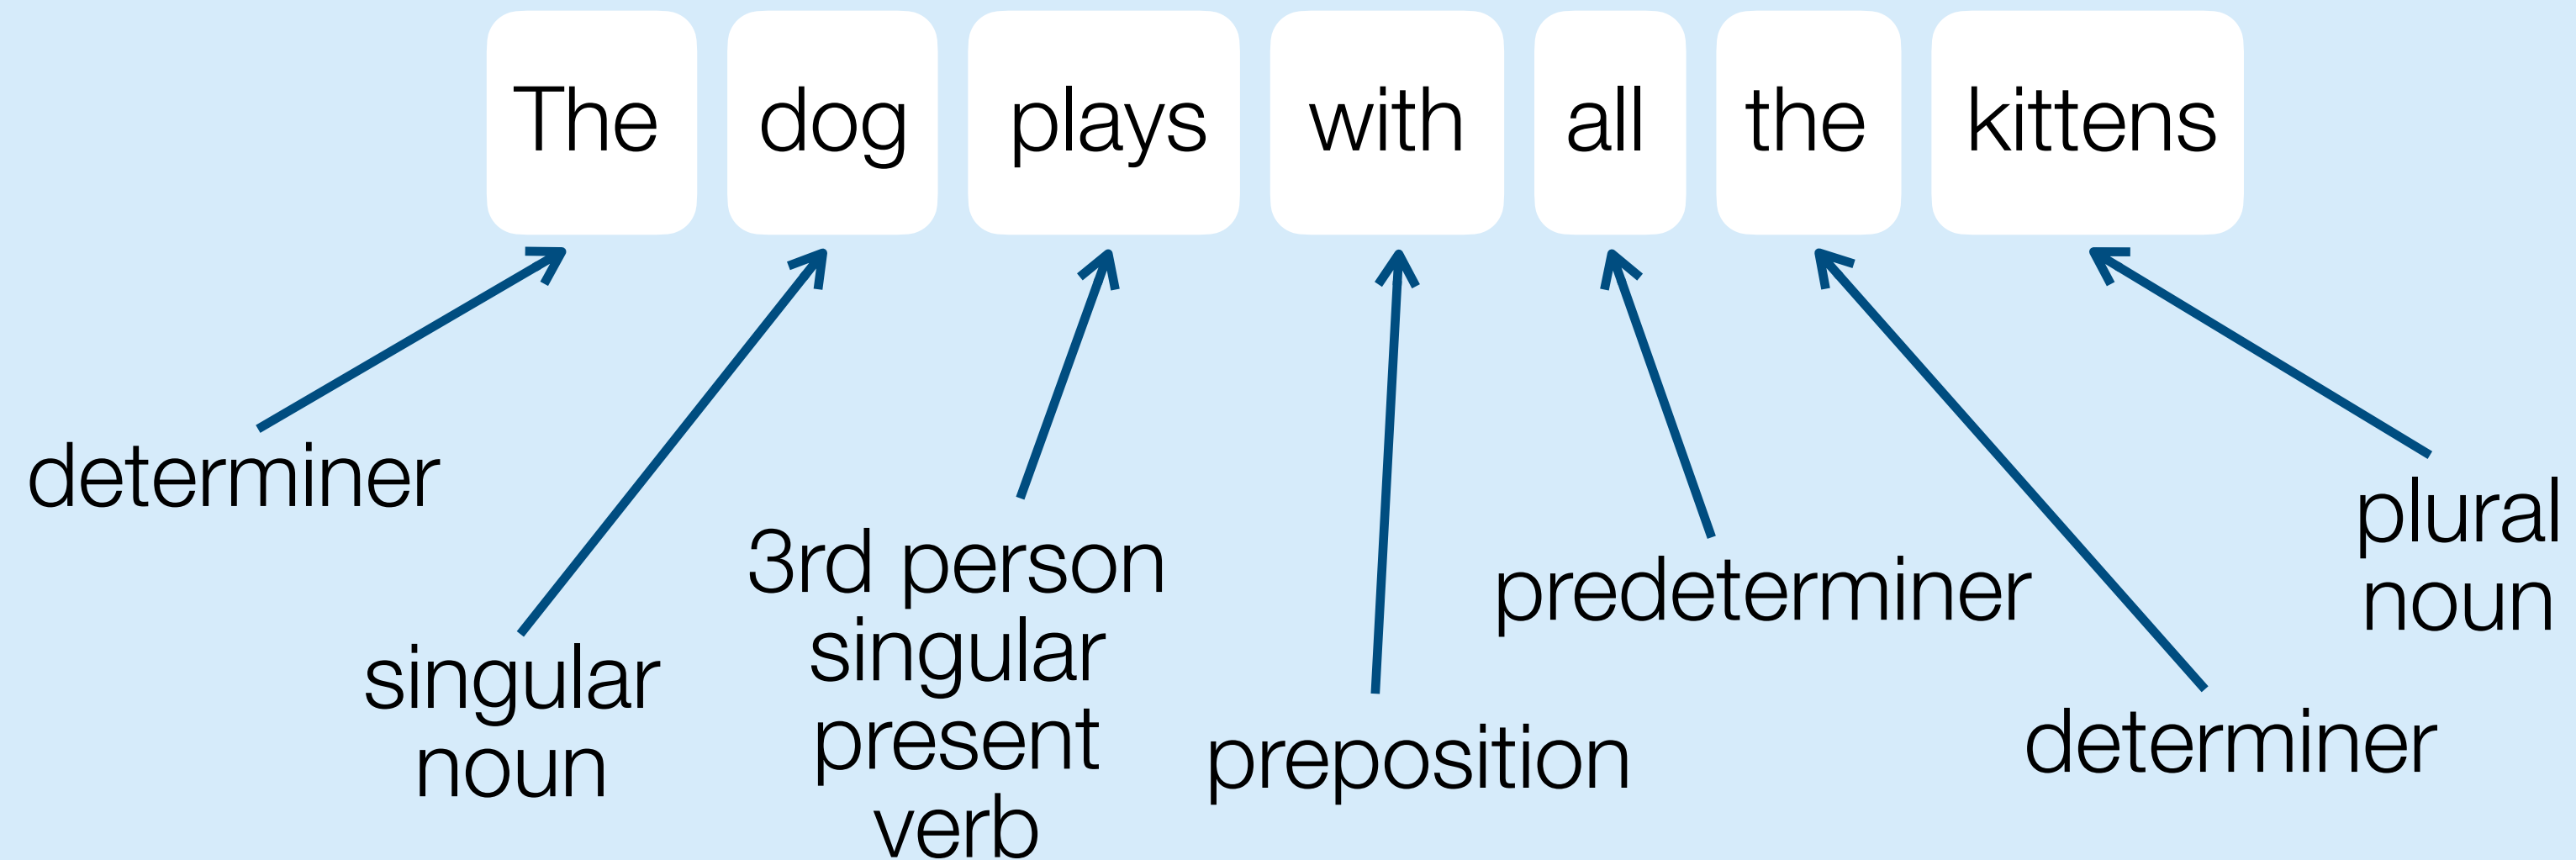 The dog plays with all the kittens
determiner
singular
noun
3rd person
singular
present
verb
preposition
predeterminer
determiner
plural
noun